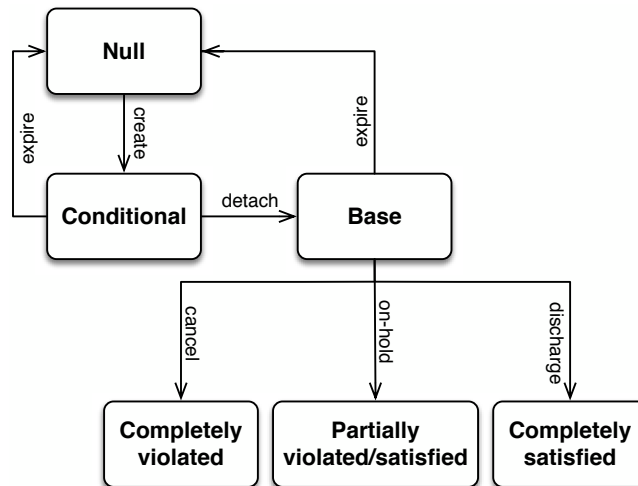 Null
expire
create
expire
Conditional
detach
Base
cancel
on-hold
discharge
Completely
violated
Partially
violated/satisfied
Completely
satisfied